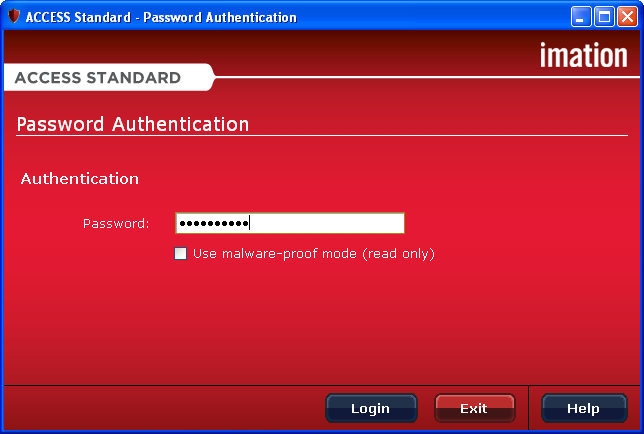 ACCESS Standard - Password Authentication
imation
ACCESS STANDARD
Password Authentication
Authentication
Password: ••••••••••
Use malware-proof mode (read only)
Login Exit Help